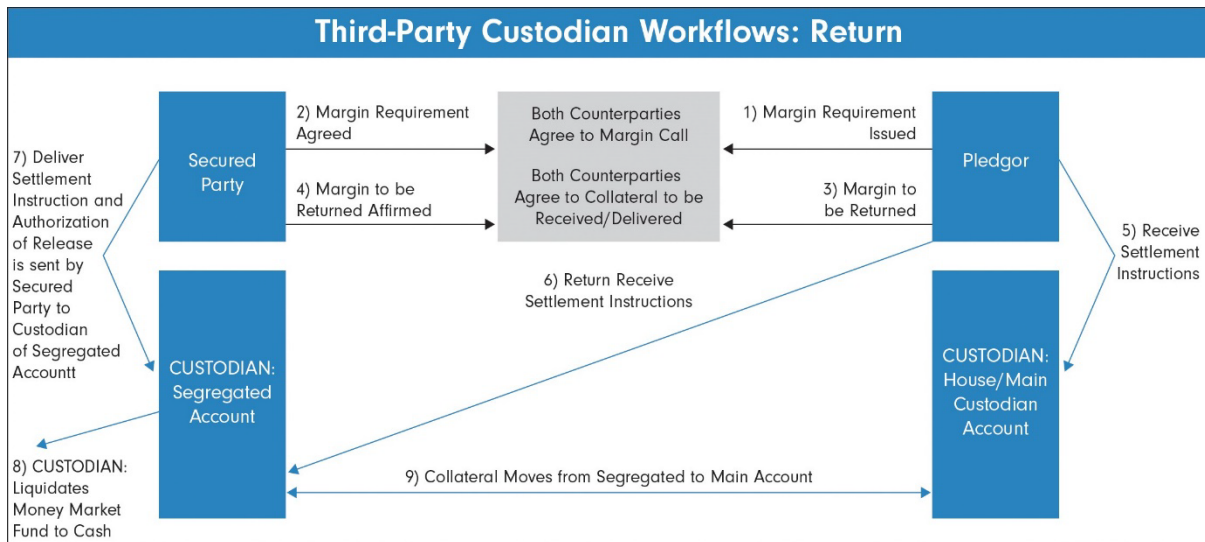 Third-Party Custodian Workflows: Return
2) Margin Requirement
Agreed
Both Counterparties
Agree to Margin Call
1) Margin Requirement
Issued
7) Deliver
Settlement
Instruction and
Authorization
of Release
is sent by
Secured
Party to
Custodian
of Segregated
Accountt
Secured
Party
Pledgor
4) Margin to be
Returned Affirmed
Both Counterparties
Agree to Collateral to be
Received/Delivered
3) Margin to
be Returned
5) Receive
Settlement
Instructions
6) Return Receive
Settlement Instructions
CUSTODIAN:
Segregated
Account
CUSTODIAN:
House/Main
Custodian
Account
8) CUSTODIAN:
Liquidates
Money Market
Fund to Cash
9) Collateral Moves from Segregated to Main Account